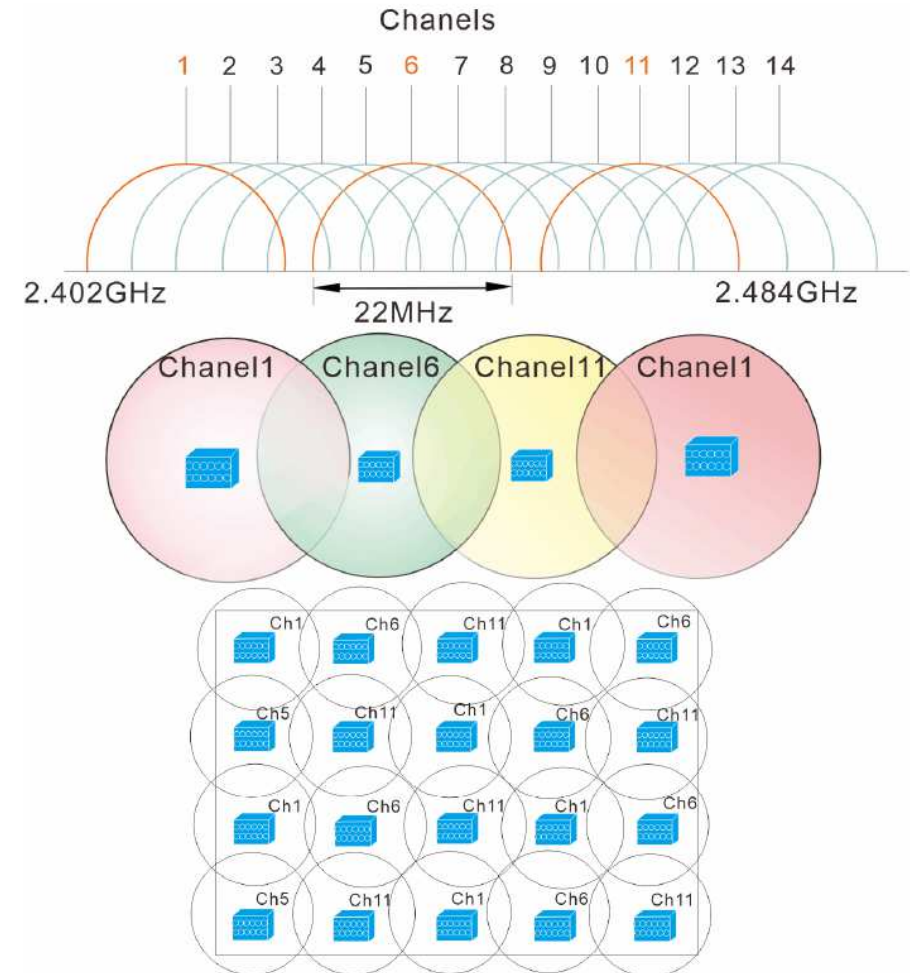 Chanels
1 2 3 4 5 6 7 8 9 10 11 12 13 14
2.402GHz 2.484GHz
22MHz
Chanel1 Chanel6 Chanel11 Chanel1
Ch1 Ch6 Ch11 Ch1 Ch6
Ch5 Ch11 Ch1 Ch6 Ch11
Ch1 Ch6 Ch11 Ch1 Ch6
Ch5 Ch11 Ch1 Ch6 Ch11